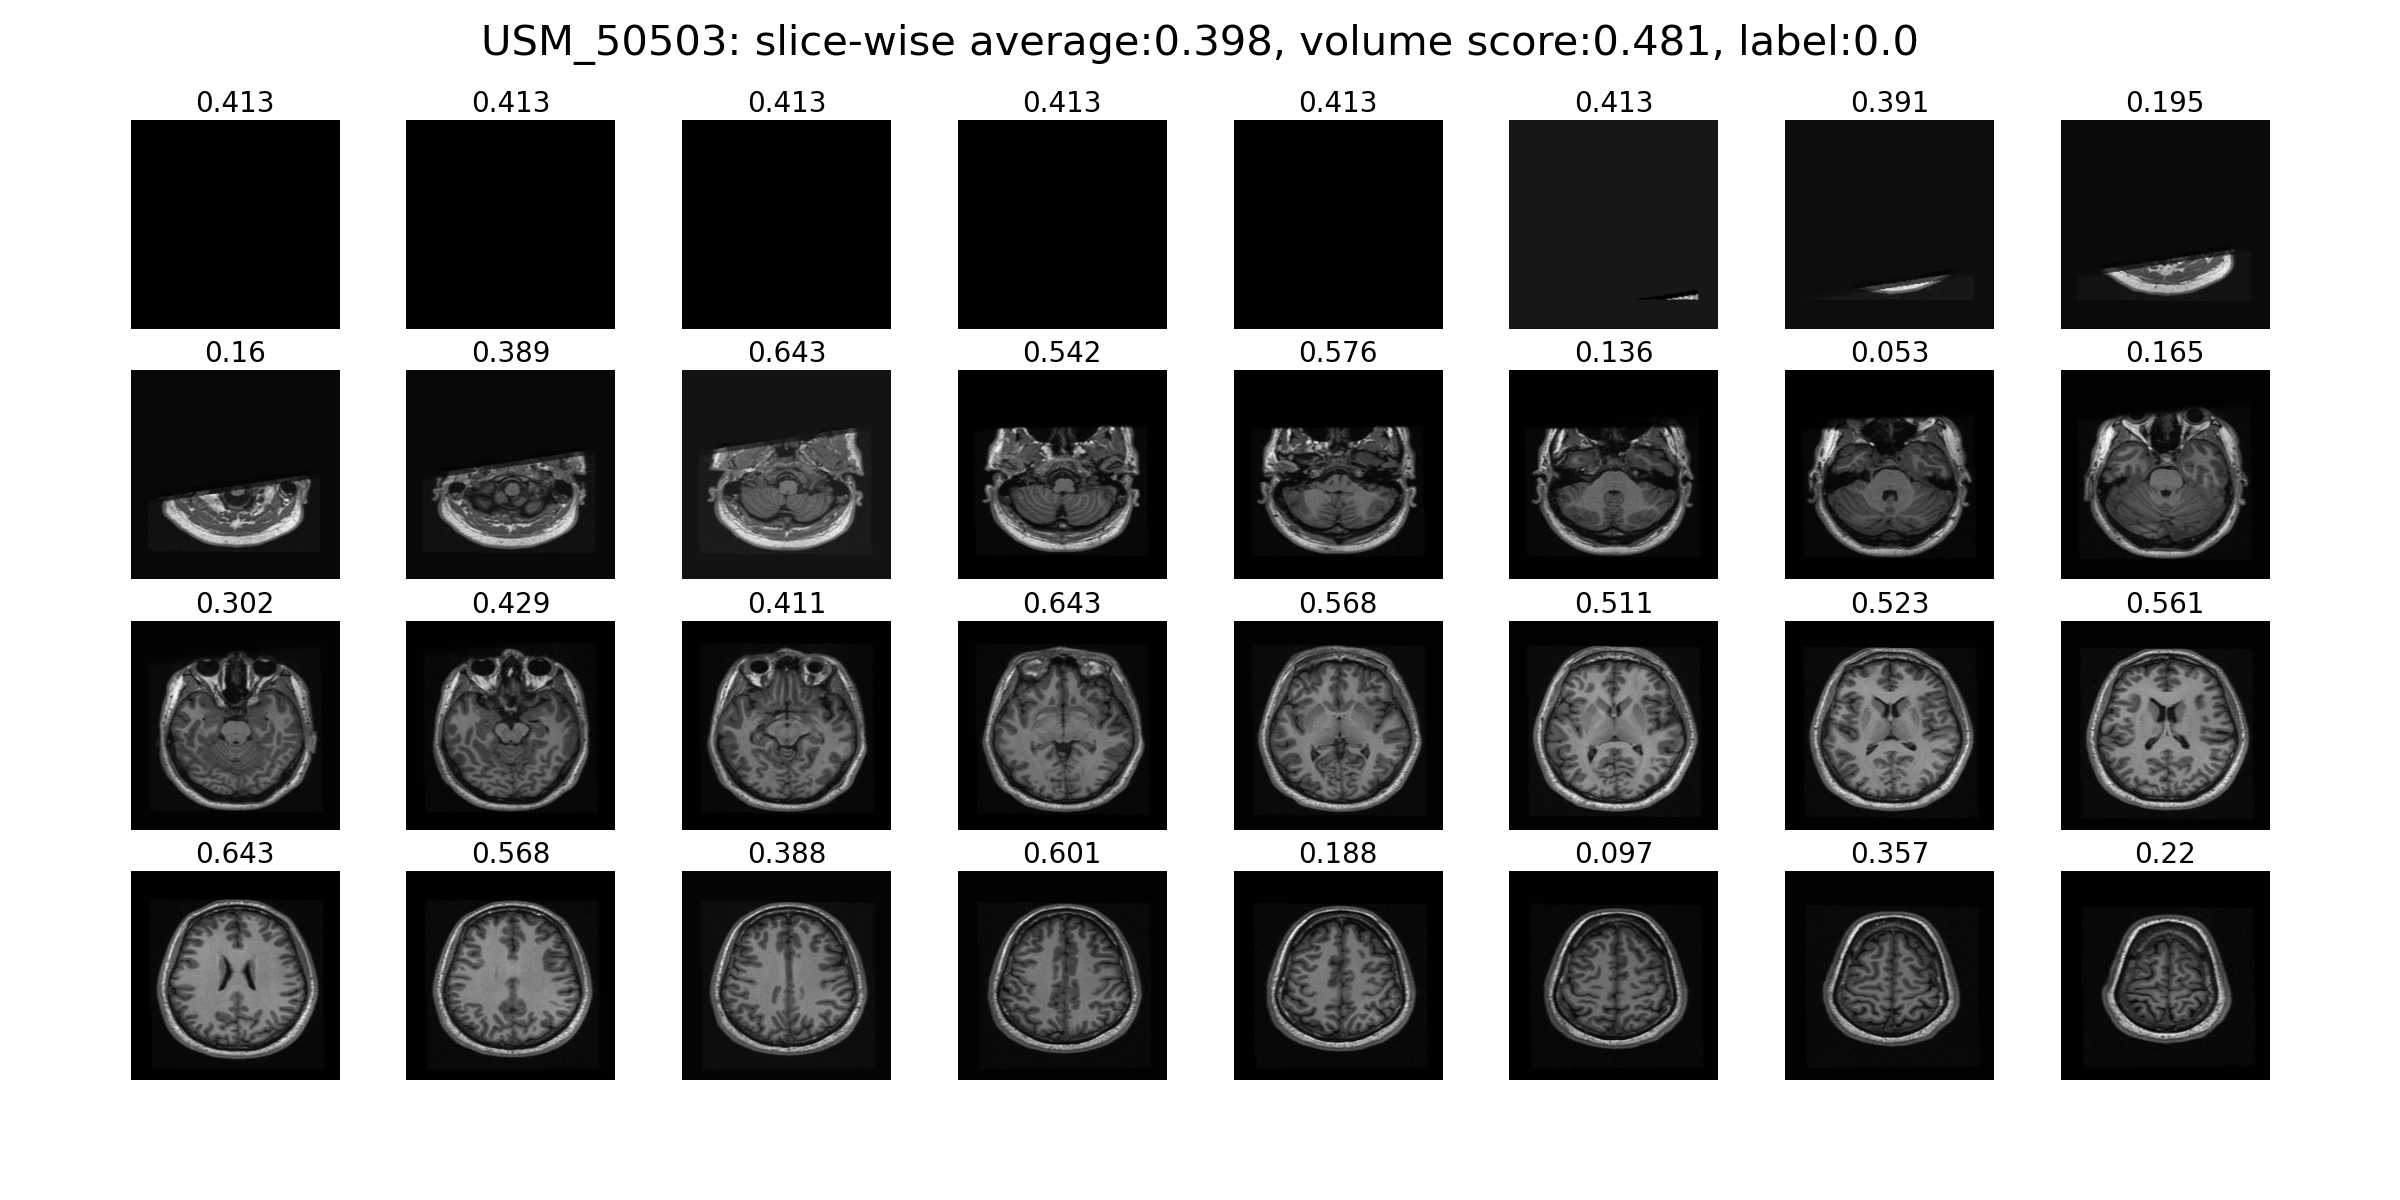 USM_50503: slice-wise average:0.398, volume score:0.481, label:0.0
0.413 0.413 0.413 0.413 0.413 0.413 0.391 0.195
0.16 0.389 0.643 0.542 0.576 0.136 0.053 0.165
0.302 0.429 0.411 0.643 0.568 0.511 0.523 0.561
0.643 0.568 0.388 0.601 0.188 0.097 0.357 0.22